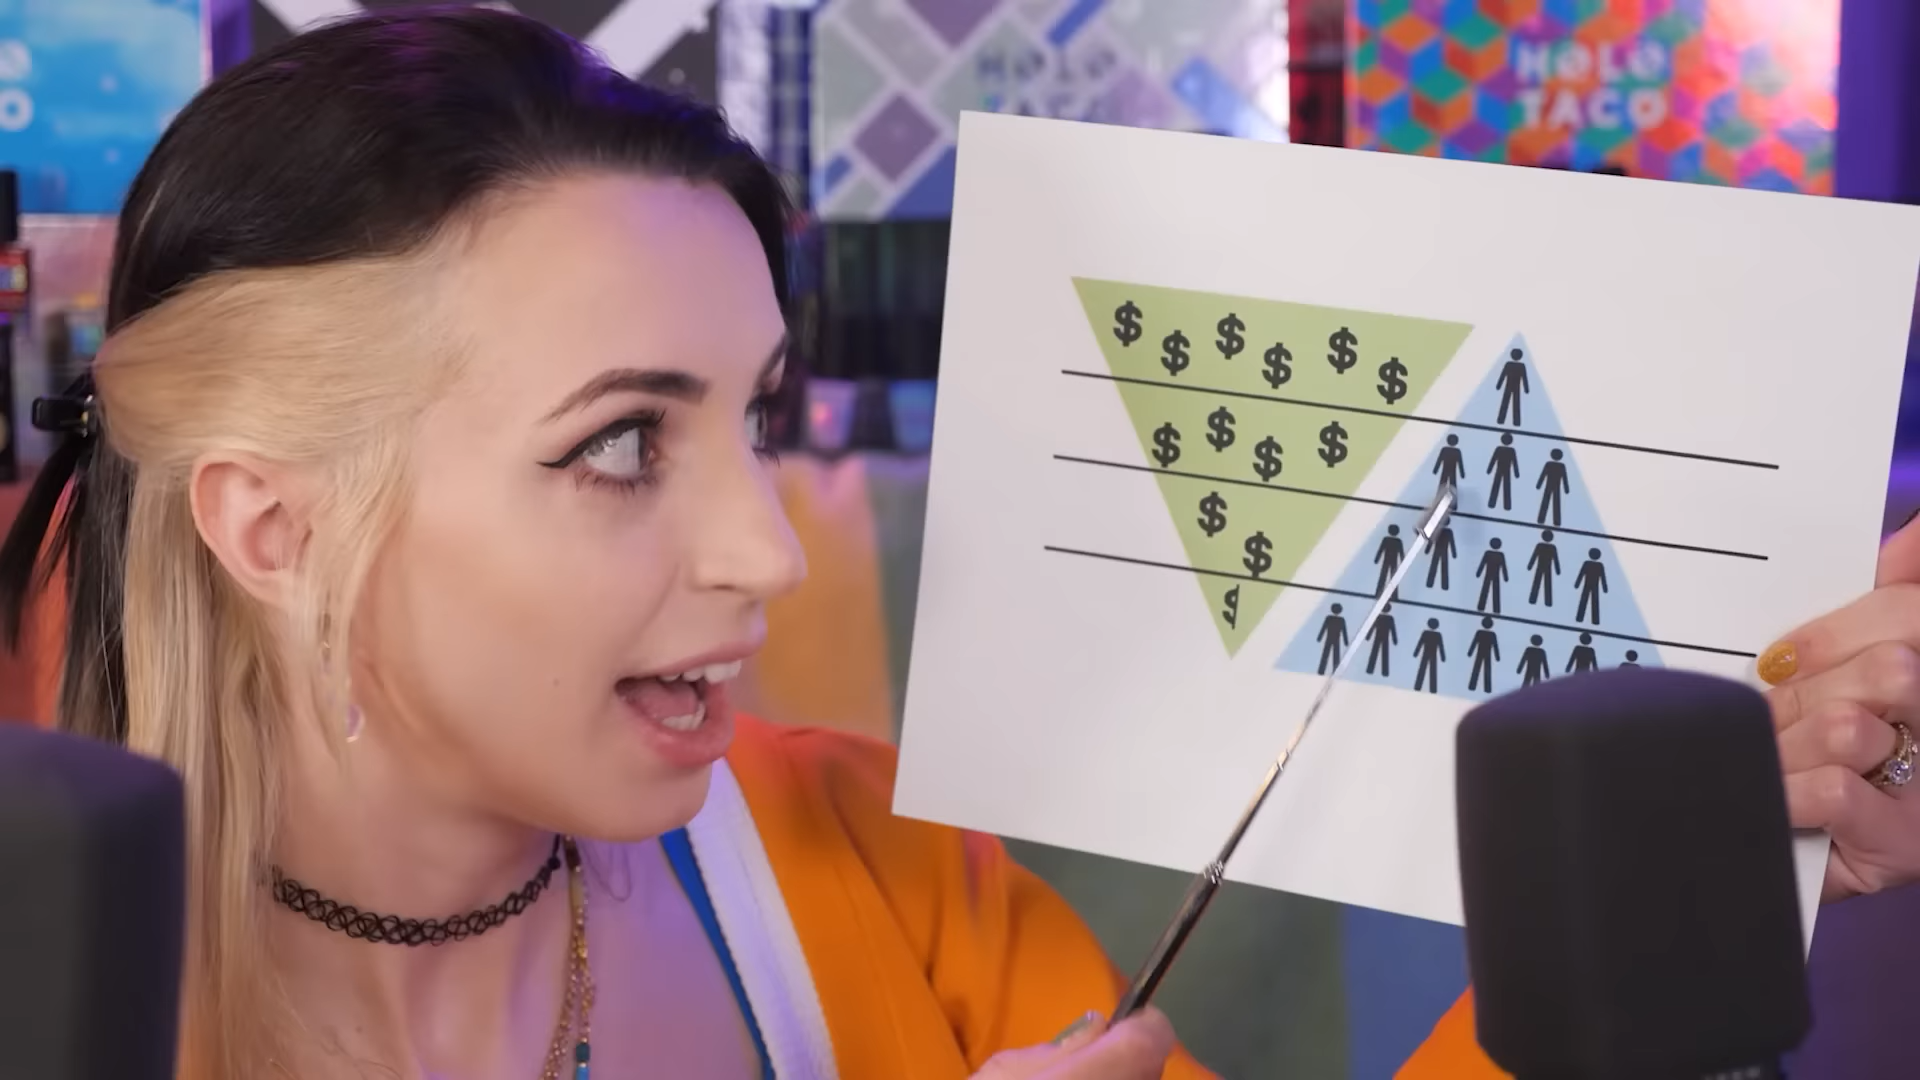 O
HOLO
TACO
HOLO
TACO
$ $ $ $ $ $
$ $ $ $
$ $
$